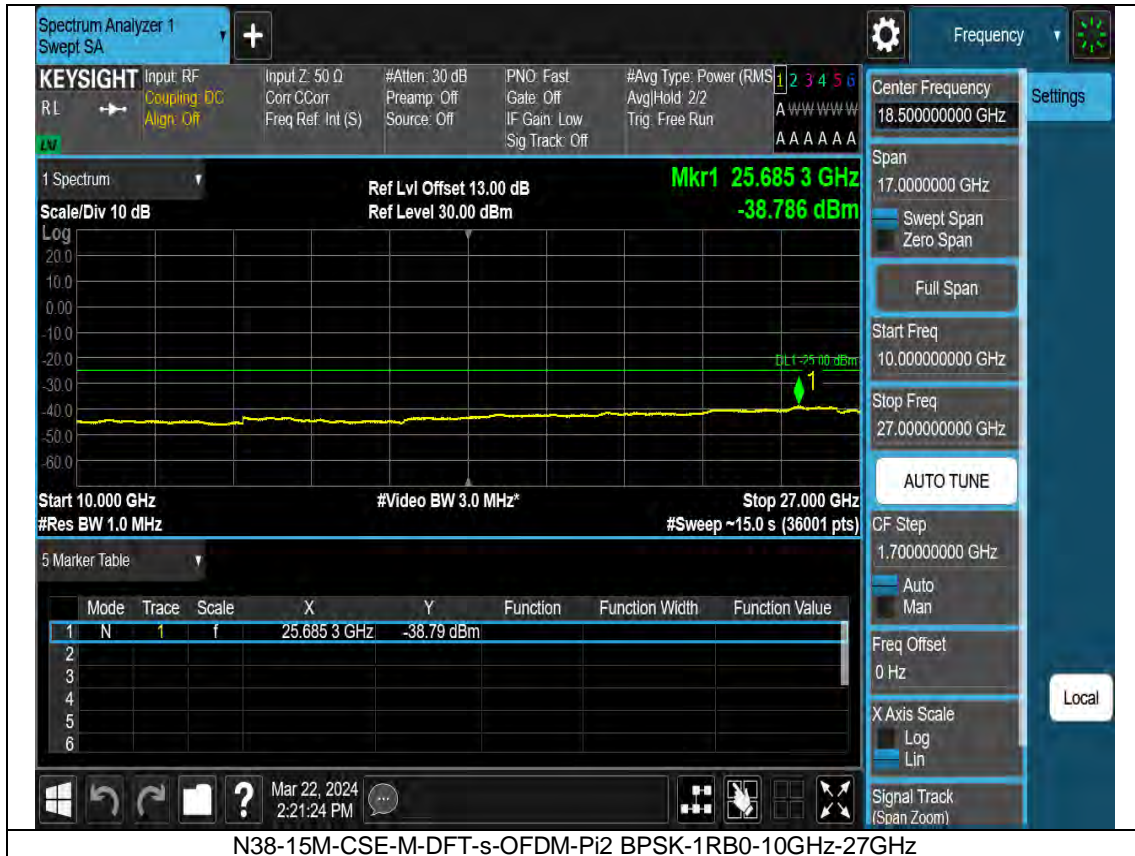 Spectrum Analyzer 1
Swept SA
+
Frequency
KEYSIGHT
RL
LXI
Input: RF
Coupling: DC
Align: Off
Input Z: 50 Ω
Corr CCorr
Freq Ref: Int (S)
#Atten: 30 dB
Preamp: Off
Source: Off
PNO: Fast
Gate: Off
IF Gain: Low
Sig Track: Off
#Avg Type: Power (RMS
Avg|Hold: 2/2
Trig: Free Run
1 2 3 4 5 6
A W W W W W
A A A A A A
1 Spectrum
Scale/Div 10 dB
Log
Ref Lvl Offset 13.00 dB
Ref Level 30.00 dBm
Mkr1 25.685 3 GHz
-38.786 dBm
20.0
10.0
0.00
-10.0
-20.0
-30.0
-40.0
-50.0
-60.0
DL1 -25.00 dBm
1
Start 10.000 GHz
#Res BW 1.0 MHz
#Video BW 3.0 MHz*
Stop 27.000 GHz
#Sweep ~15.0 s (36001 pts)
5 Marker Table
Mode Trace Scale X Y Function Function Width Function Value
1 N 1 f 25.685 3 GHz -38.79 dBm
2
3
4
5
6
Mar 22, 2024
2:21:24 PM
?
Center Frequency
18.500000000 GHz
Settings
Span
17.0000000 GHz
Swept Span
Zero Span
Full Span
Start Freq
10.000000000 GHz
Stop Freq
27.000000000 GHz
AUTO TUNE
CF Step
1.700000000 GHz
Auto
Man
Freq Offset
0 Hz
X Axis Scale
Log
Lin
Local
Signal Track
(Span Zoom)
N38-15M-CSE-M-DFT-s-OFDM-Pi2 BPSK-1RB0-10GHz-27GHz